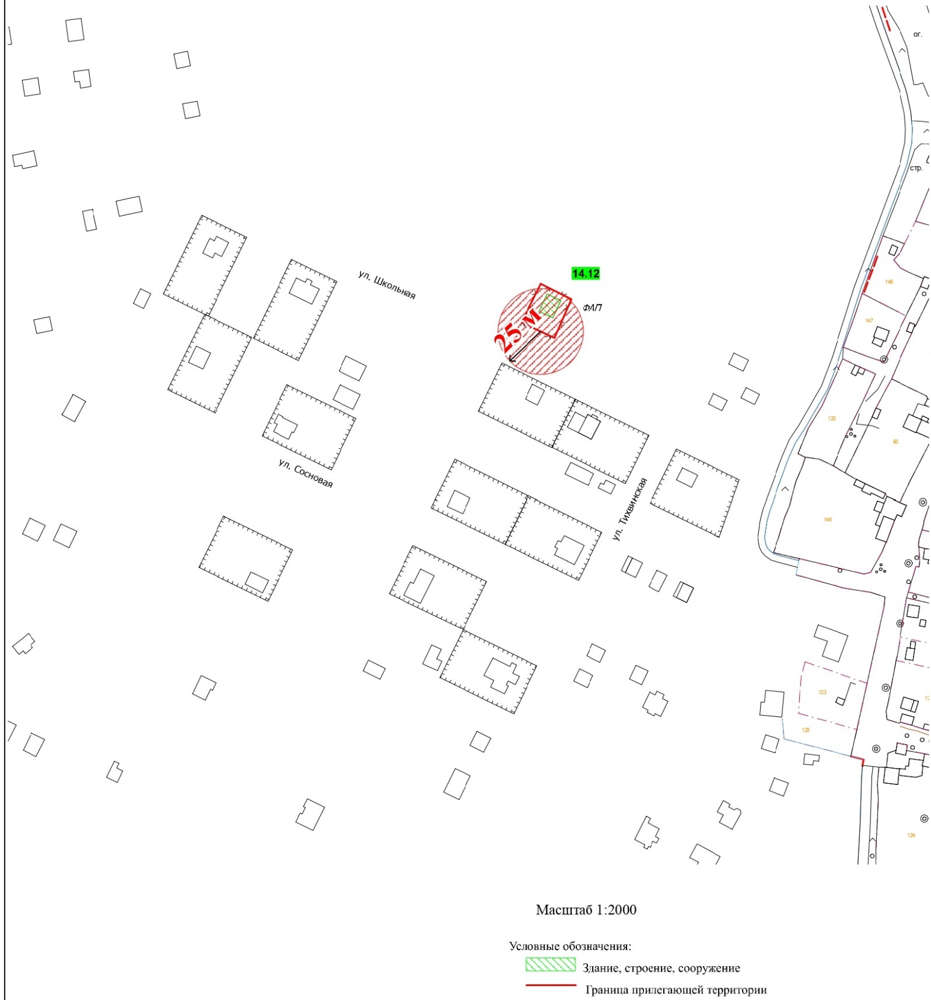 ог.
стр.
ул. Школьная
14.12
ФАП
25 м
148
147
120
90
ул. Сосновая
ул. Тихвинская
146
123
125
124
Масштаб 1:2000
Условные обозначения:
Здание, строение, сооружение
Граница прилегающей территории